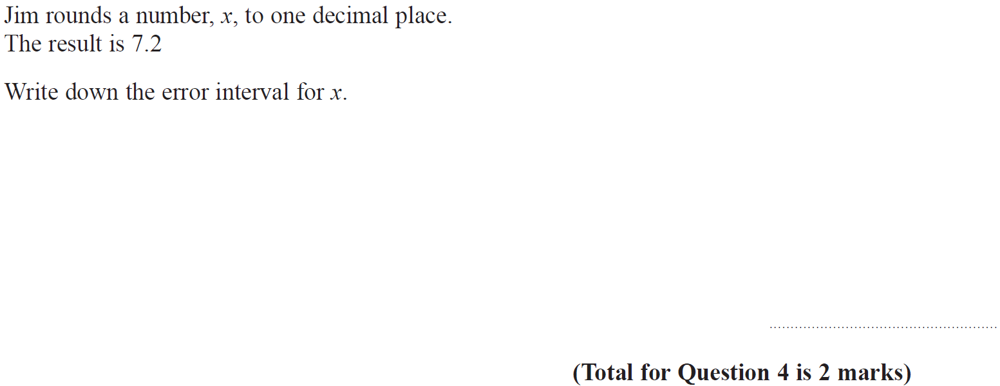 Jim rounds a number, x, to one decimal place.
The result is 7.2
Write down the error interval for x.
......................................................
(Total for Question 4 is 2 marks)